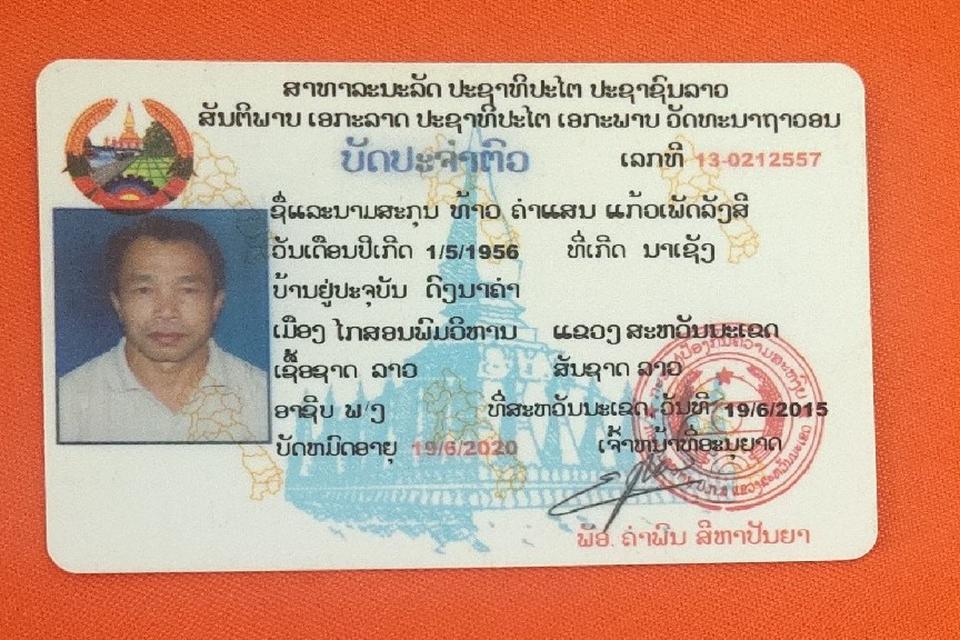 ສາທາລະນະລັດ ປະຊາທິປະໄຕ ປະຊາຊົນລາວ
ສັນຕິພາບ ເອກະລາດ ປະຊາທິປະໄຕ ເອກະພາບ ວັດທະນາຖາວອນ
ບັດປະຈຳຕົວ ເລກທີ 13-0212557
ຊື່ແລະນາມສະກຸນ ທ້າວ ຄຳແສນ ແກ້ວເພັດລັງສີ
ວັນເດືອນປີເກີດ 1/5/1956 ທີ່ເກີດ ນາເຊັງ
ບ້ານຢູ່ປະຈຸບັນ ດົງນາຄຳ
ເມືອງ ໄກສອນພົມວິຫານ ແຂວງ ສະຫວັນນະເຂດ
ເຊື້ອຊາດ ລາວ ສັນຊາດ ລາວ
ອາຊີບ ພ/ງ ທີ່ສະຫວັນນະເຂດ, ວັນທີ 19/6/2015
ບັດຫມົດອາຍຸ 19/6/2020 ເຈົ້າຫນ້າທີ່ອະນຸຍາດ
ພັອ. ຄຳພັນ ສີຫາປັນຍາ